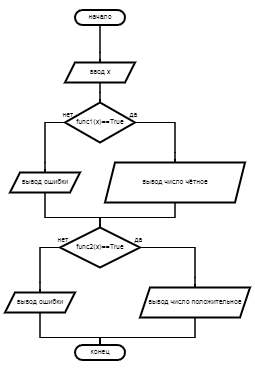 начало
ввод x
нет
func1(x)==True
да
вывод ошибки
вывод число чётное
нет
func2(x)==True
да
вывод ошибки
вывод число положительное
конец